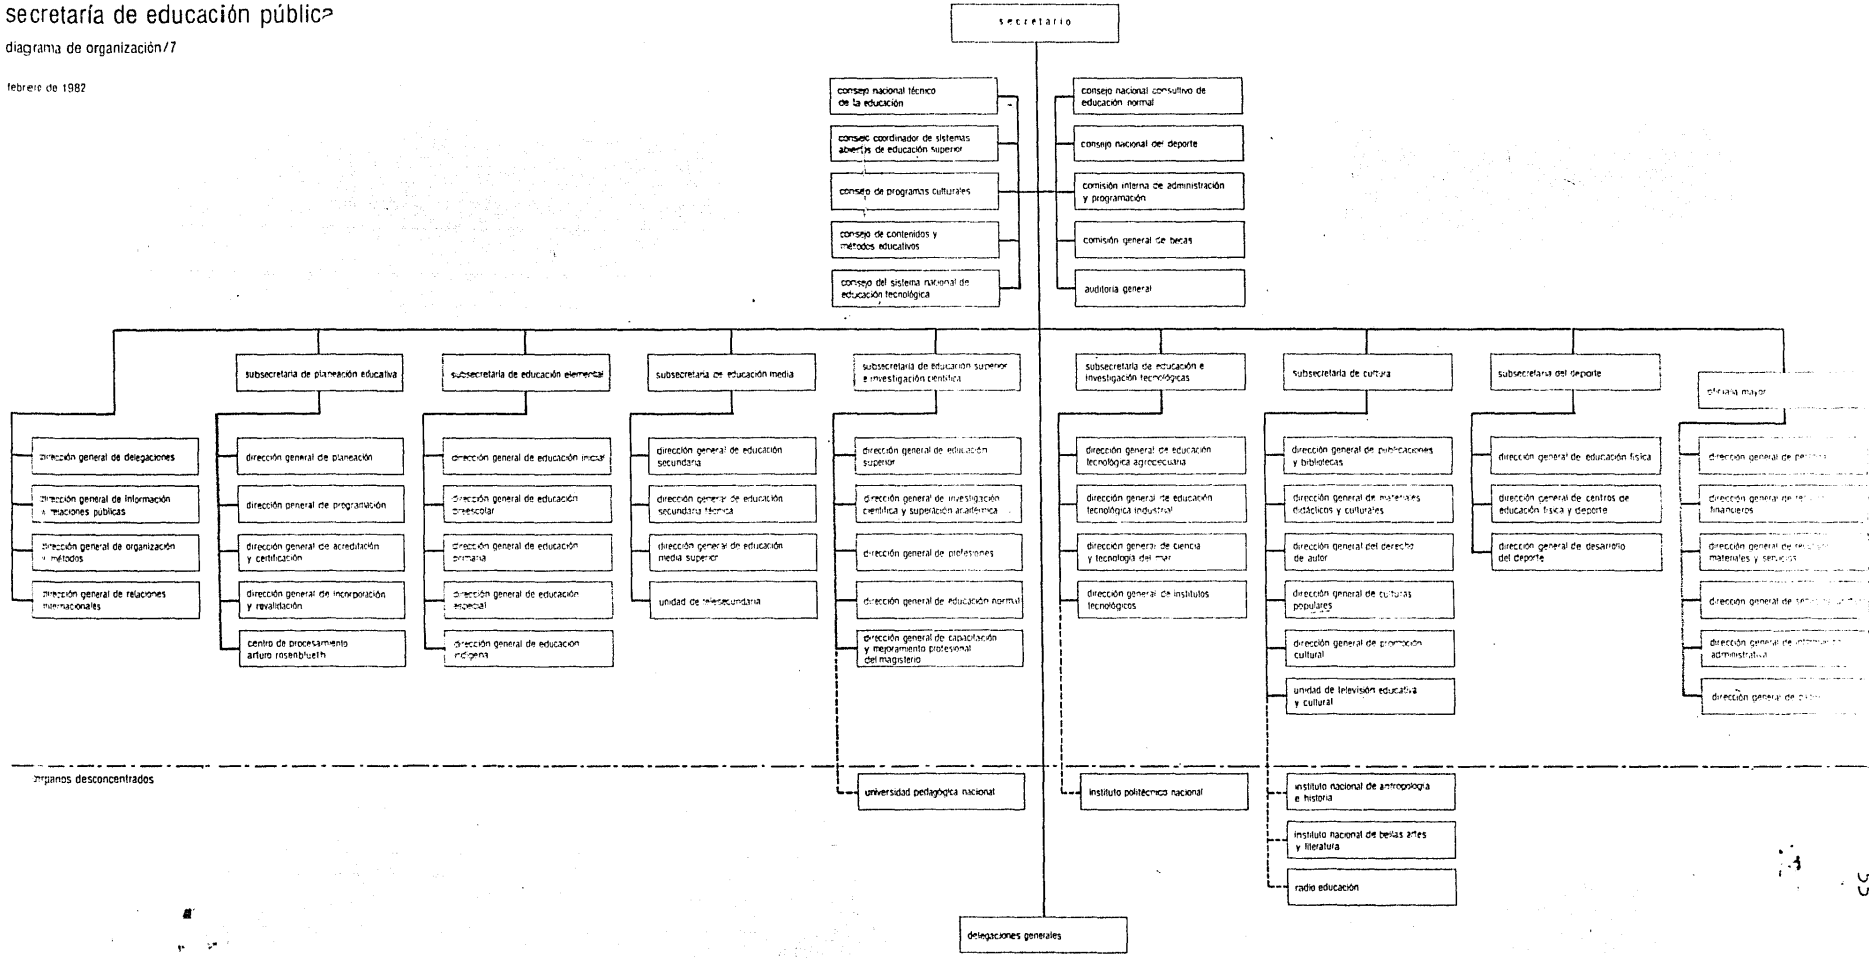 secretaría de educación pública
diagrama de organización/7
febrero de 1982
secretario
consejo nacional técnico
de la educación
consejo coordinador de sistemas
abiertos de educación superior
consejo de programas culturales
consejo de contenidos y
métodos educativos
consejo del sistema nacional de
educación tecnológica
consejo nacional consultivo de
educación normal
consejo nacional del deporte
comisión interna de administración
y programación
comisión general de becas
auditoría general
subsecretaría de planeación educativa
subsecretaría de educación elemental
subsecretaría de educación media
subsecretaría de educación superior
e investigación científica
subsecretaría de educación e
investigación tecnológicas
subsecretaría de cultura
subsecretaría del deporte
oficialía mayor
dirección general de delegaciones
dirección general de información
y relaciones públicas
dirección general de organización
y métodos
dirección general de relaciones
internacionales
dirección general de planeación
dirección general de programación
dirección general de acreditación
y certificación
dirección general de incorporación
y revalidación
centro de procesamiento
arturo rosenblueth
dirección general de educación inicial
dirección general de educación
preescolar
dirección general de educación
primaria
dirección general de educación
especial
dirección general de educación
indígena
dirección general de educación
secundaria
dirección general de educación
secundaria técnica
dirección general de educación
media superior
unidad de telesecundaria
dirección general de educación
superior
dirección general de investigación
científica y superación académica
dirección general de profesiones
dirección general de educación normal
dirección general de capacitación
y mejoramiento profesional
del magisterio
dirección general de educación
tecnológica agropecuaria
dirección general de educación
tecnológica industrial
dirección general de ciencia
y tecnología del mar
dirección general de institutos
tecnológicos
dirección general de publicaciones
y bibliotecas
dirección general de materiales
didácticos y culturales
dirección general del derecho
de autor
dirección general de culturas
populares
dirección general de promoción
cultural
unidad de televisión educativa
y cultural
dirección general de educación física
dirección general de centros de
educación física y deporte
dirección general de desarrollo
del deporte
dirección general de
dirección general de
financieros
dirección general de
materiales y servicios
dirección general de
dirección general de
administrativa
dirección general de
órganos desconcentrados
universidad pedagógica nacional
instituto politécnico nacional
instituto nacional de antropología
e historia
instituto nacional de bellas artes
y literatura
radio educación
delegaciones generales